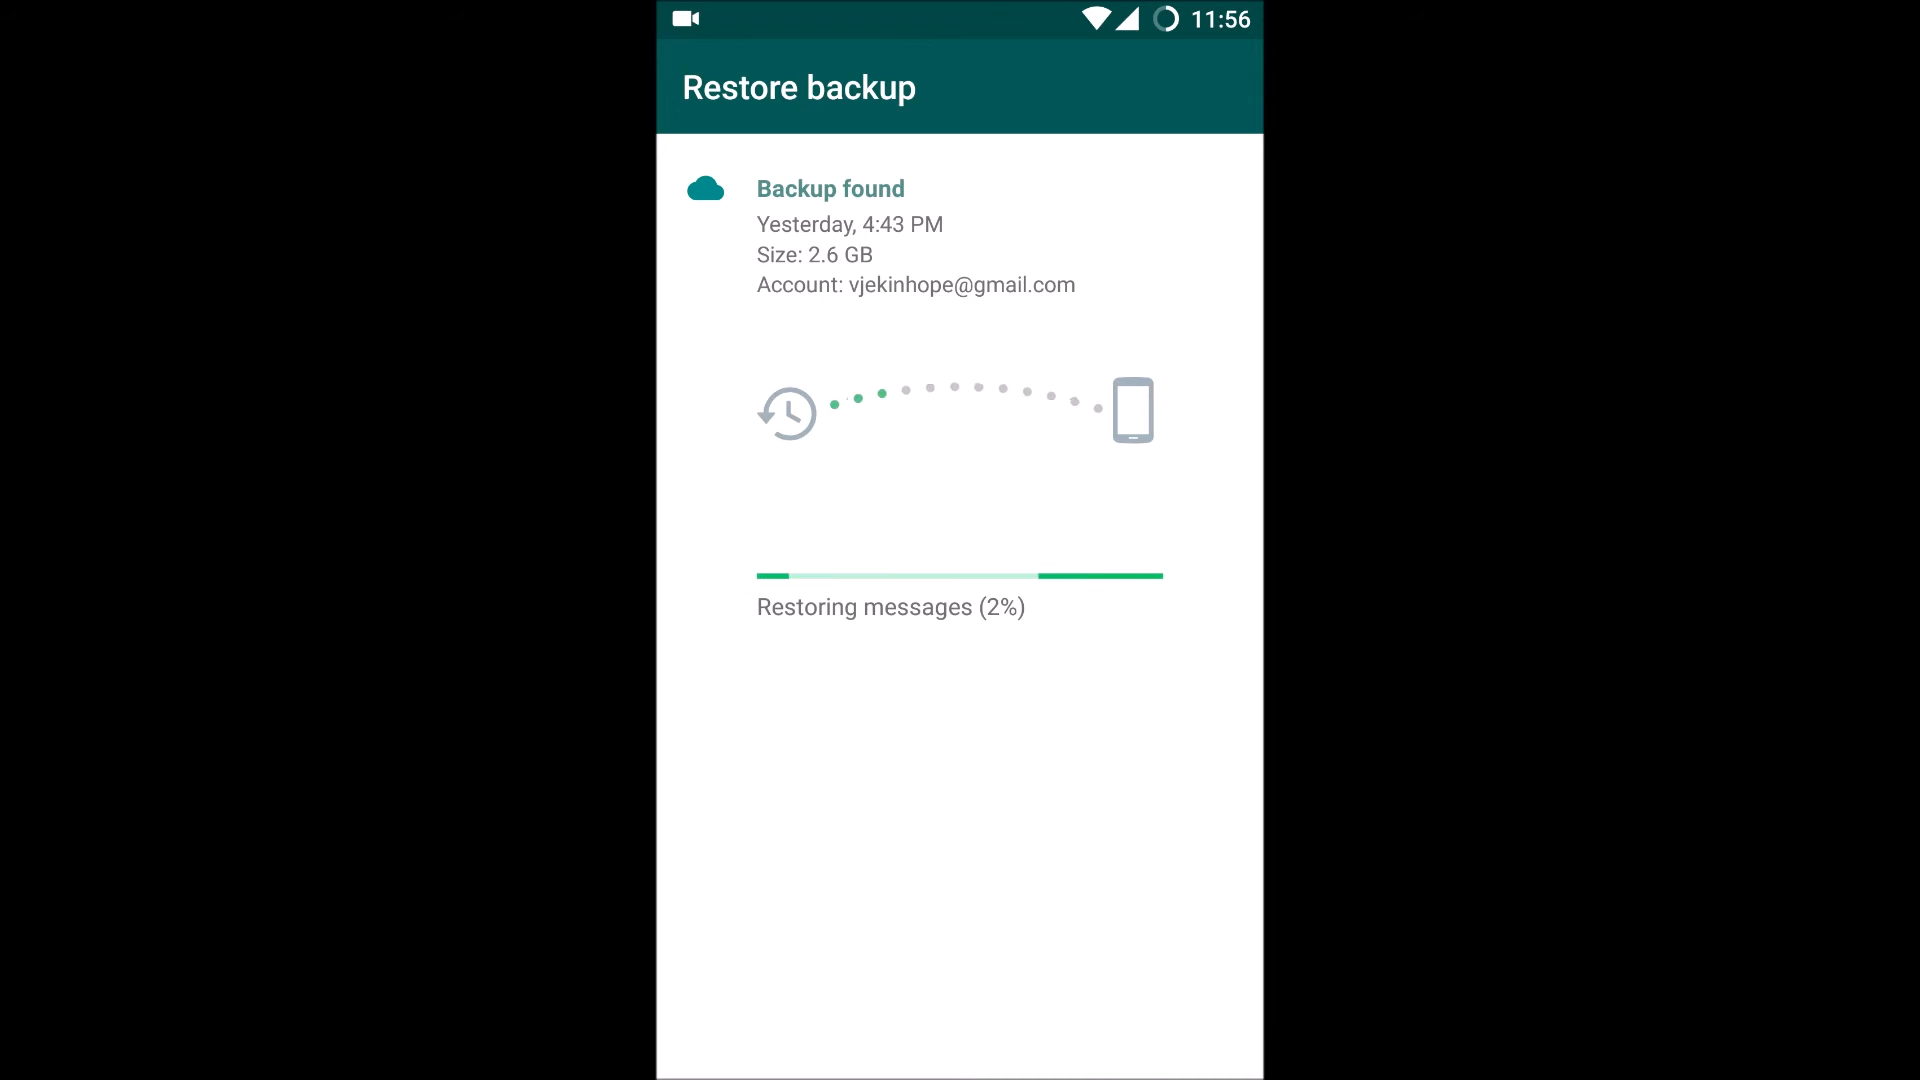 11:56
Restore backup
Backup found
Yesterday, 4:43 PM
Size: 2.6 GB
Account: vjekinhope@gmail.com
Restoring messages (2%)